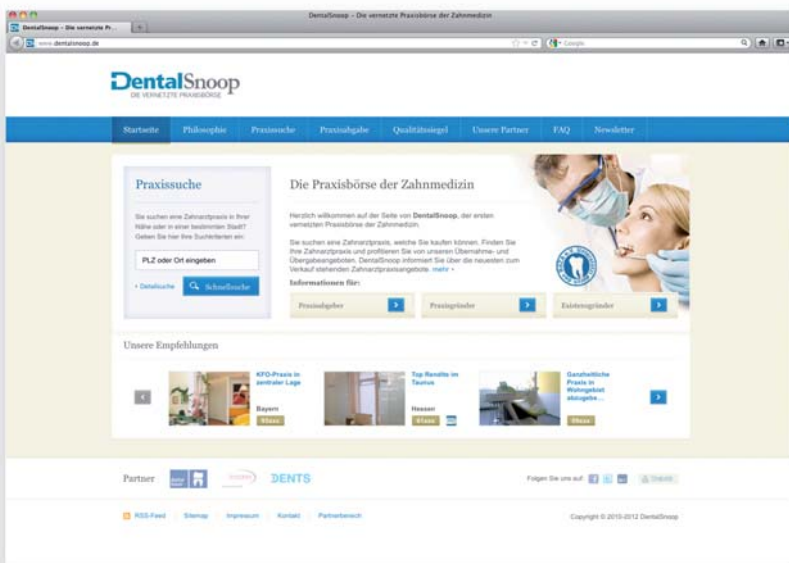 DentalSnoop – Die vernetzte Praxisbörse der Zahnmedizin
DentalSnoop – Die vernetzte Pr...
www.dentalsnoop.de
Google
DentalSnoop
DIE VERNETZTE PRAXISBÖRSE
Startseite Philosophie Praxissuche Praxisabgabe Qualitätssiegel Unsere Partner FAQ Newsletter
Praxissuche
Sie suchen eine Zahnarztpraxis in Ihrer
Nähe oder in einer bestimmten Stadt?
Geben Sie hier Ihre Suchkriterien ein:
PLZ oder Ort eingeben
Detailsuche Schnellsuche
Die Praxisbörse der Zahnmedizin
Herzlich willkommen auf der Seite von DentalSnoop, der ersten
vernetzten Praxisbörse der Zahnmedizin.
Sie suchen eine Zahnarztpraxis, welche Sie kaufen können. Finden Sie
Ihre Zahnarztpraxis und profitieren Sie von unseren Übernahme- und
Übergabeangeboten. DentalSnoop informiert Sie über die neuesten zum
Verkauf stehenden Zahnarztpraxisangebote. mehr
Informationen für:
Praxisabgeber Praxisgründer Existenzgründer
Unsere Empfehlungen
KFO-Praxis in
zentraler Lage
Bayern
Top Rendite im
Taunus
Hessen
Ganzheitliche
Praxis in
Wohngebiet
abzugebe...
Partner
DENTS
Folgen Sie uns auf:
RSS-Feed Sitemap Impressum Kontakt Partnerbereich
Copyright © 2010-2012 DentalSnoop